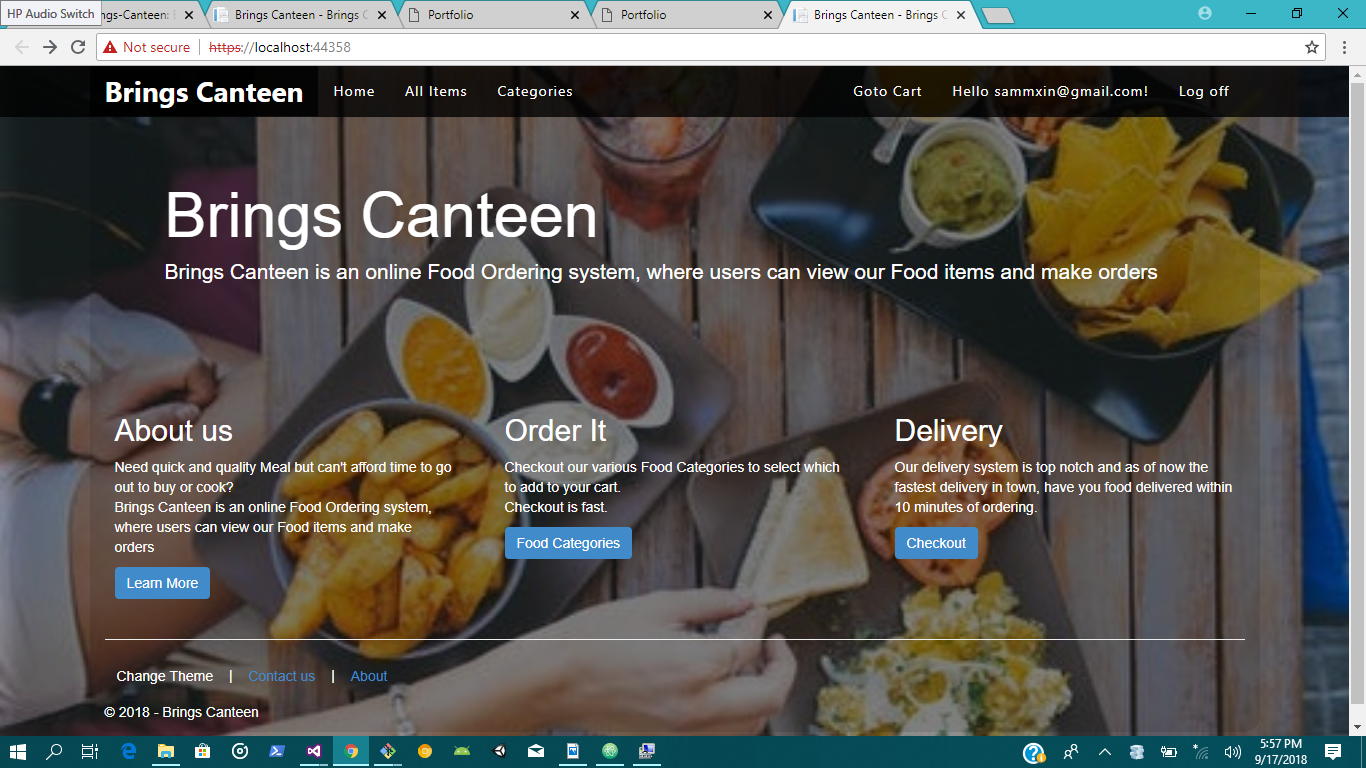 HP Audio Switch
ngs-Canteen:
Brings Canteen - Brings C
Portfolio
Portfolio
Brings Canteen - Brings C
Not secure
https://localhost:44358
Brings Canteen
Home
All Items
Categories
Goto Cart
Hello sammxin@gmail.com!
Log off
Brings Canteen
Brings Canteen is an online Food Ordering system, where users can view our Food items and make orders
About us
Need quick and quality Meal but can't afford time to go
out to buy or cook?
Brings Canteen is an online Food Ordering system,
where users can view our Food items and make
orders
Learn More
Order It
Checkout our various Food Categories to select which
to add to your cart.
Checkout is fast.
Food Categories
Delivery
Our delivery system is top notch and as of now the
fastest delivery in town, have you food delivered within
10 minutes of ordering.
Checkout
Change Theme | Contact us | About
© 2018 - Brings Canteen
5:57 PM
9/17/2018